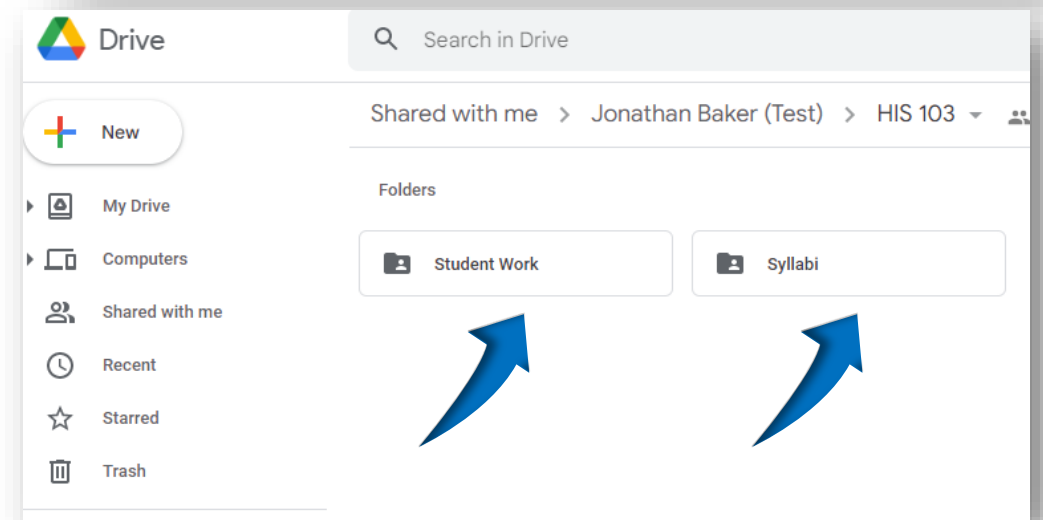 Drive
Search in Drive
New
Shared with me > Jonathan Baker (Test) > HIS 103
My Drive
Computers
Shared with me
Recent
Starred
Trash
Folders
Student Work
Syllabi